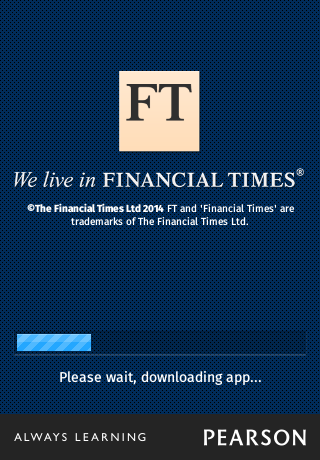 FT
We live in FINANCIAL TIMES®
©The Financial Times Ltd 2014 FT and 'Financial Times' are
trademarks of The Financial Times Ltd.
Please wait, downloading app...
ALWAYS LEARNING
PEARSON